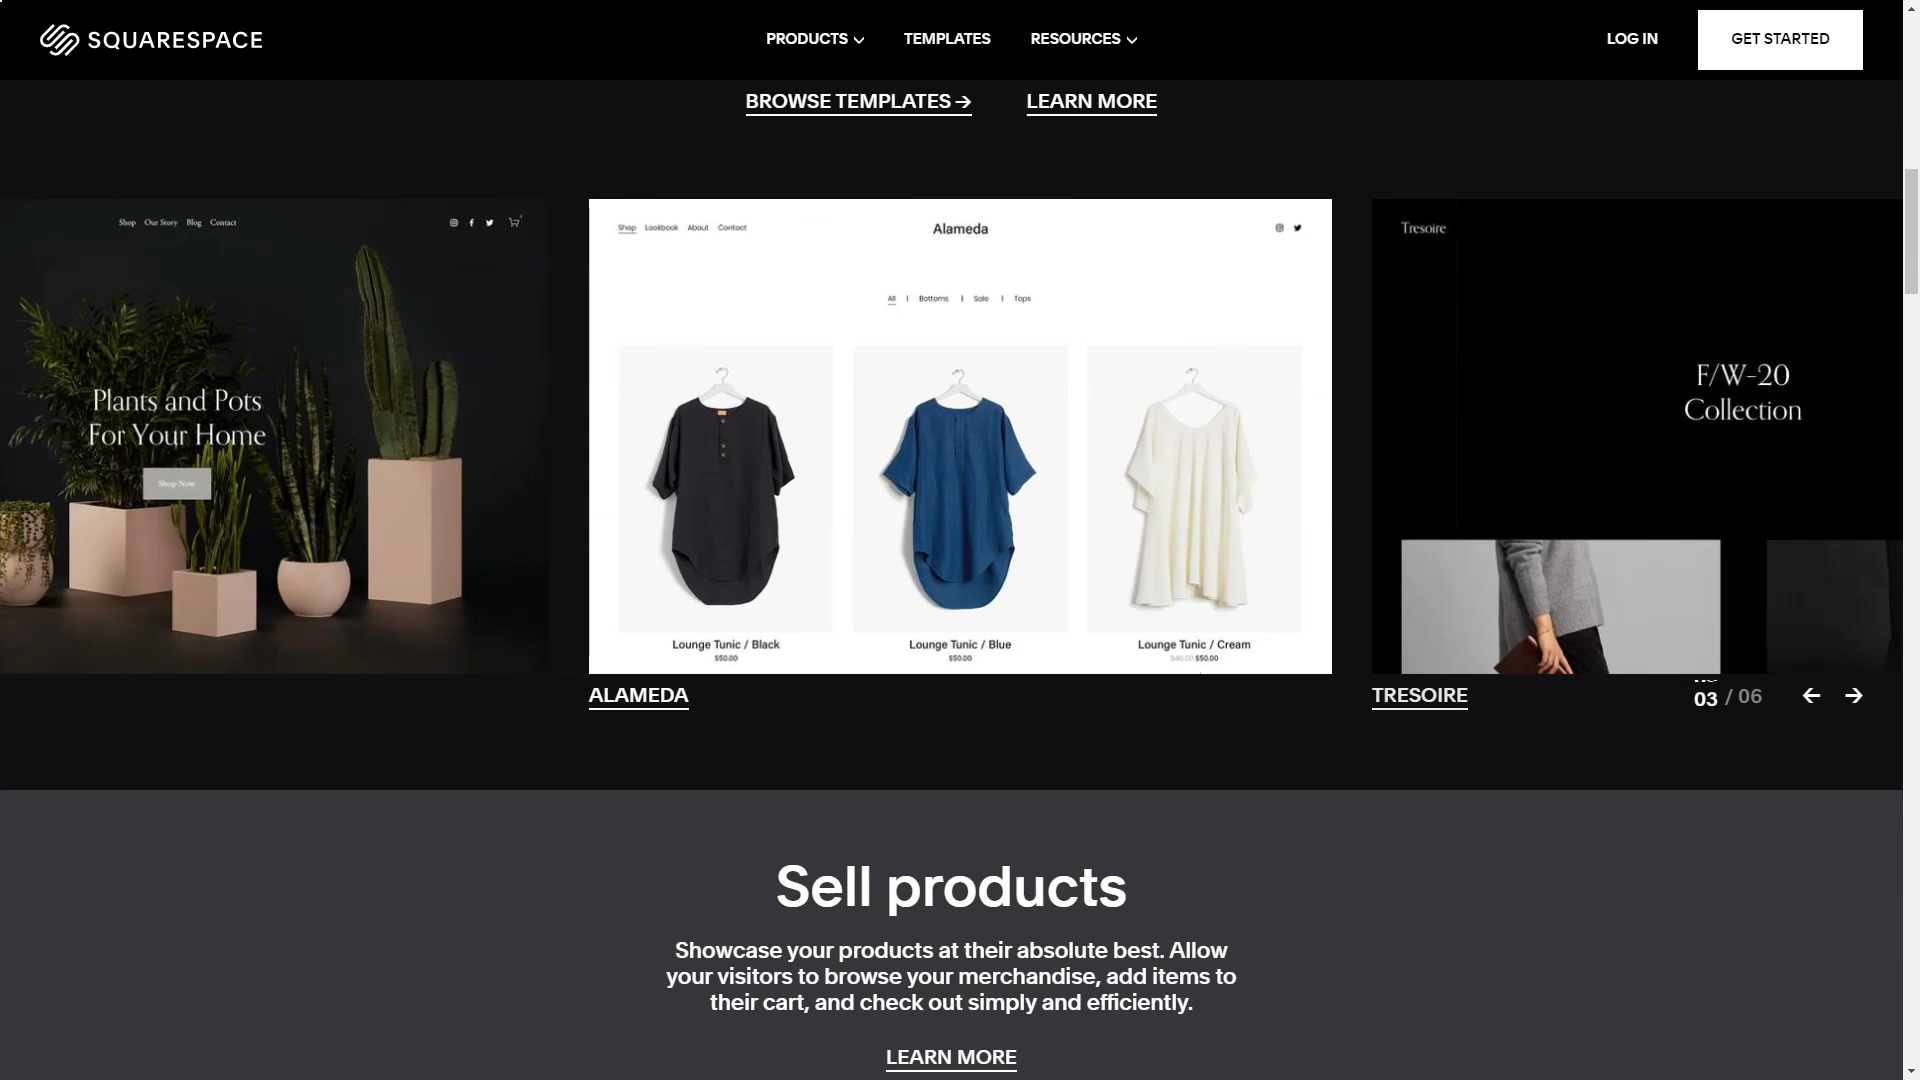 SQUARESPACE
PRODUCTS
TEMPLATES
RESOURCES
LOG IN
GET STARTED
BROWSE TEMPLATES →
LEARN MORE
Shop Our Story Blog Contact
Plants and Pots
For Your Home
Shop Now
Shop Lookbook About Contact
Alameda
All | Bottoms | Sale | Tops
Lounge Tunic / Black
$50.00
Lounge Tunic / Blue
$50.00
Lounge Tunic / Cream
$40.00 $50.00
Tresoire
F/W-20
Collection
ALAMEDA
TRESOIRE
03 / 06
← →
Sell products
Showcase your products at their absolute best. Allow
your visitors to browse your merchandise, add items to
their cart, and check out simply and efficiently.
LEARN MORE